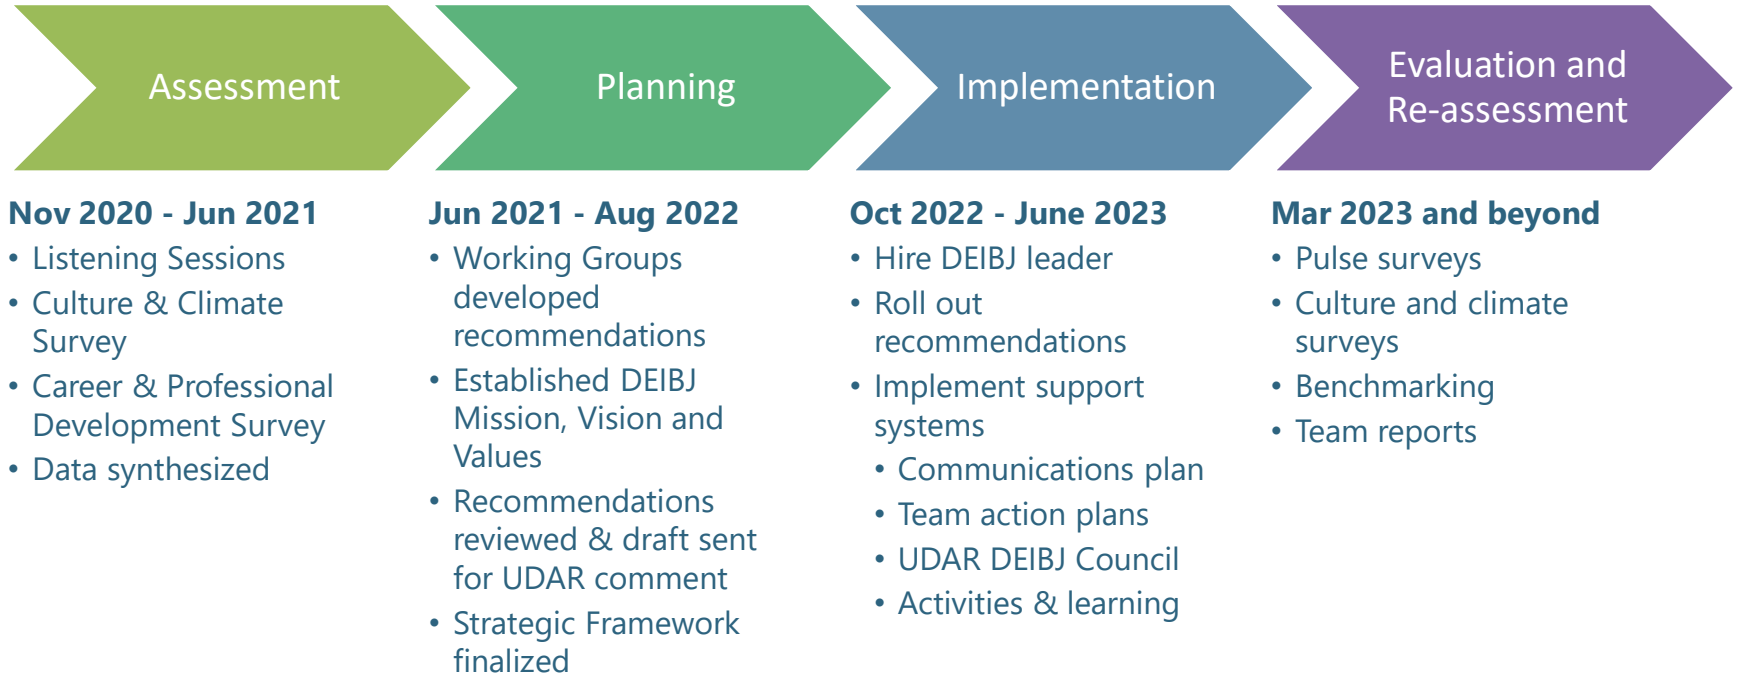 Assessment
Nov 2020 - Jun 2021
• Listening Sessions
• Culture & Climate
Survey
• Career & Professional
Development Survey
• Data synthesized
Planning
Jun 2021 - Aug 2022
• Working Groups
developed
recommendations
• Established DEIBJ
Mission, Vision and
Values
• Recommendations
reviewed & draft sent
for UDAR comment
• Strategic Framework
finalized
Implementation
Oct 2022 - June 2023
• Hire DEIBJ leader
• Roll out
recommendations
• Implement support
systems
• Communications plan
• Team action plans
• UDAR DEIBJ Council
• Activities & learning
Evaluation and
Re-assessment
Mar 2023 and beyond
• Pulse surveys
• Culture and climate
surveys
• Benchmarking
• Team reports